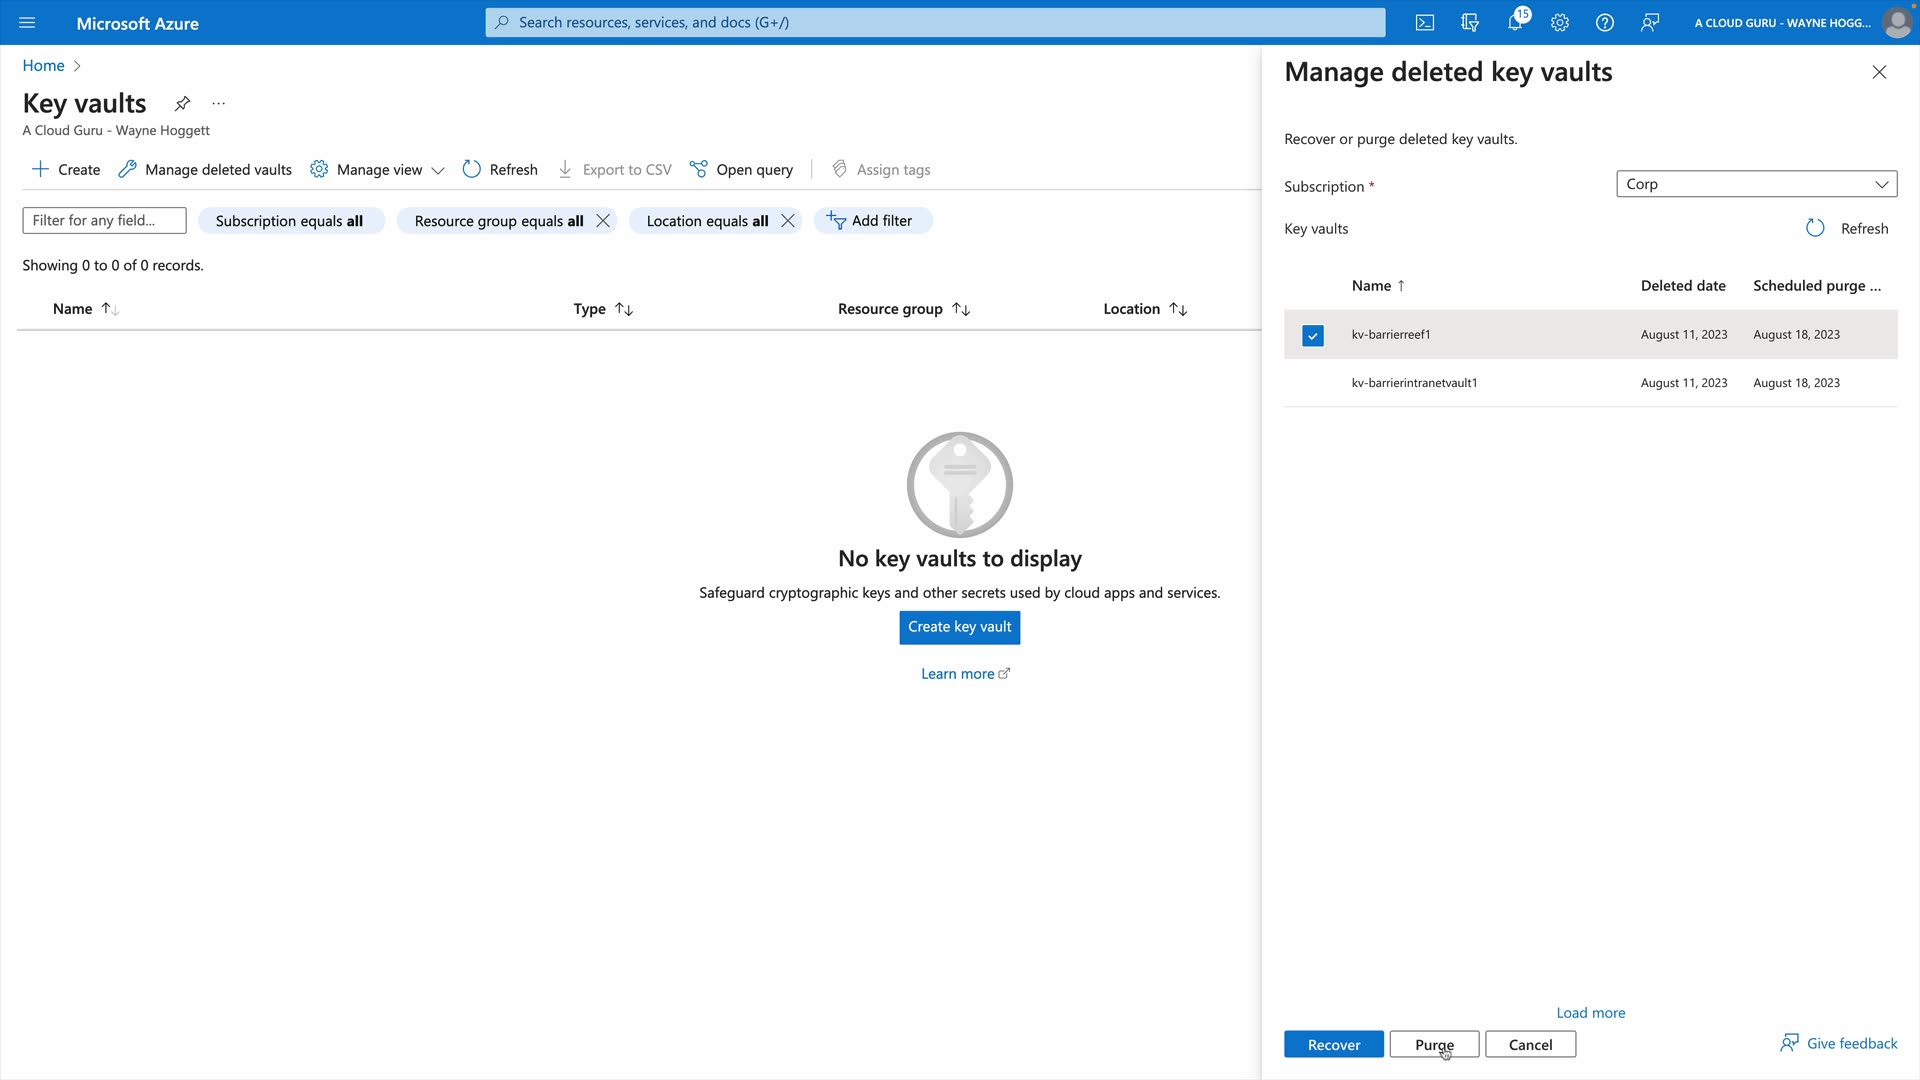 Microsoft Azure
Search resources, services, and docs (G+/)
15
A CLOUD GURU - WAYNE HOGG...
Home
Key vaults
...
A Cloud Guru - Wayne Hoggett
Create
Manage deleted vaults
Manage view
Refresh
Export to CSV
Open query
Assign tags
Filter for any field...
Subscription equals all
Resource group equals all
Location equals all
Add filter
Showing 0 to 0 of 0 records.
Name
Type
Resource group
Location
No key vaults to display
Safeguard cryptographic keys and other secrets used by cloud apps and services.
Create key vault
Learn more
Manage deleted key vaults
Recover or purge deleted key vaults.
Subscription *
Corp
Key vaults
Refresh
Name ↑ Deleted date Scheduled purge ...
kv-barrierreef1 August 11, 2023 August 18, 2023
kv-barrierintranetvault1 August 11, 2023 August 18, 2023
Load more
Recover
Purge
Cancel
Give feedback